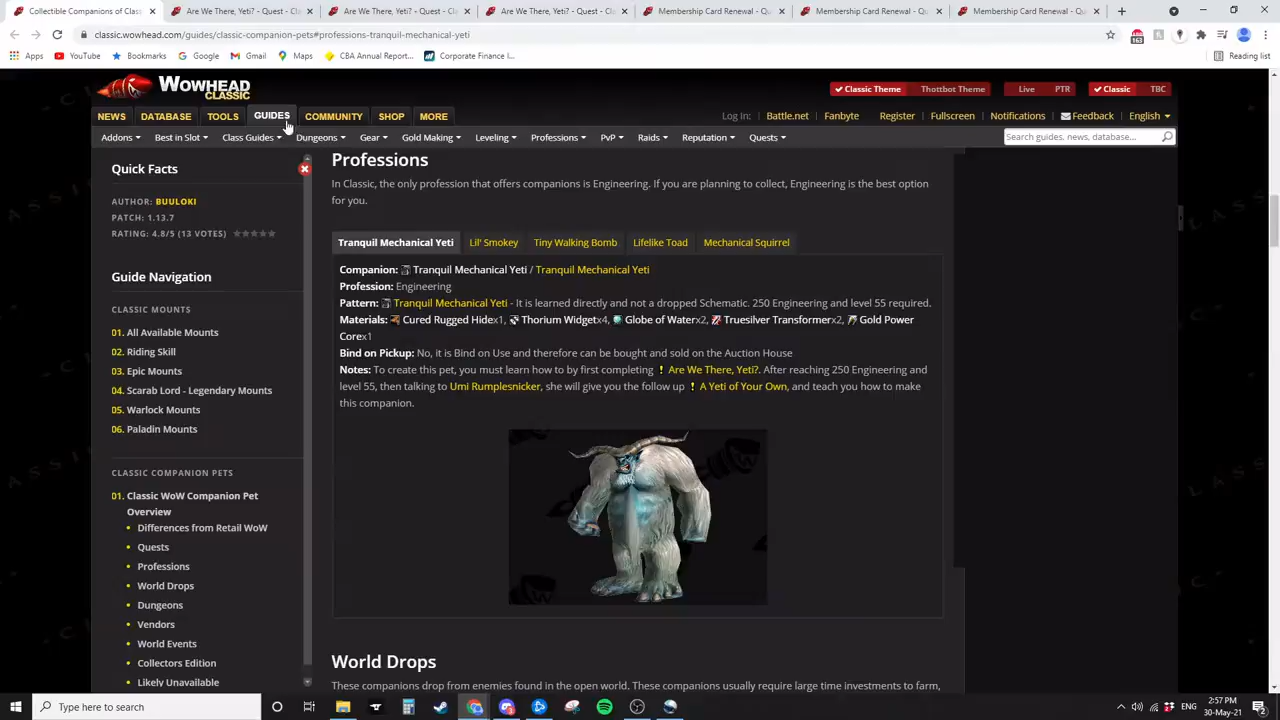 Collectible Companions of Class
Are We There, Yeti? - Quest - Cl
Are We There, Yeti? - Quest - Cl
Are We There, Yeti? - Quest - Cl
Membership Card Renewal - Qu
Membership Card Renewal - Qu
Membership Card Renewal - Qu
classic.wowhead.com/guides/classic-companion-pets#professions-tranquil-mechanical-yeti
163
Apps YouTube Bookmarks Google Gmail Maps CBA Annual Report... Corporate Finance I... Reading list
WOWHEAD
CLASSIC
Classic Theme Thottbot Theme Live PTR Classic TBC
NEWS DATABASE TOOLS GUIDES COMMUNITY SHOP MORE
Log In: Battle.net Fanbyte Register Fullscreen Notifications Feedback English
Addons Best in Slot Class Guides Dungeons Gear Gold Making Leveling Professions PvP Raids Reputation Quests
Search guides, news, database...
Quick Facts
AUTHOR: BUULOKI
PATCH: 1.13.7
RATING: 4.8/5 (13 VOTES)
Guide Navigation
CLASSIC MOUNTS
01. All Available Mounts
02. Riding Skill
03. Epic Mounts
04. Scarab Lord - Legendary Mounts
05. Warlock Mounts
06. Paladin Mounts
CLASSIC COMPANION PETS
01. Classic WoW Companion Pet
Overview
Differences from Retail WoW
Quests
Professions
World Drops
Dungeons
Vendors
World Events
Collectors Edition
Likely Unavailable
Professions
In Classic, the only profession that offers companions is Engineering. If you are planning to collect, Engineering is the best option
for you.
Tranquil Mechanical Yeti Lil' Smokey Tiny Walking Bomb Lifelike Toad Mechanical Squirrel
Companion: Tranquil Mechanical Yeti / Tranquil Mechanical Yeti
Profession: Engineering
Pattern: Tranquil Mechanical Yeti - It is learned directly and not a dropped Schematic. 250 Engineering and level 55 required.
Materials: Cured Rugged Hidex1, Thorium Widgetx4, Globe of Waterx2, Truesilver Transformerx2, Gold Power
Corex1
Bind on Pickup: No, it is Bind on Use and therefore can be bought and sold on the Auction House
Notes: To create this pet, you must learn how to by first completing ! Are We There, Yeti?. After reaching 250 Engineering and
level 55, then talking to Umi Rumplesnicker, she will give you the follow up ! A Yeti of Your Own, and teach you how to make
this companion.
World Drops
These companions drop from enemies found in the open world. These companions usually require large time investments to farm,
Type here to search
ENG
2:57 PM
30-May-21
2